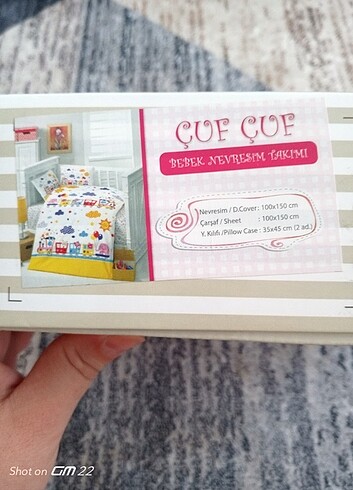 ÇUF ÇUF
BEBEK NEVRESİM TAKIMI
Nevresim / D.Cover : 100x150 cm
Çarşaf / Sheet : 100x150 cm
Y. Kılıfı /Pillow Case : 35x45 cm (2 ad.)
Shot on GM 22